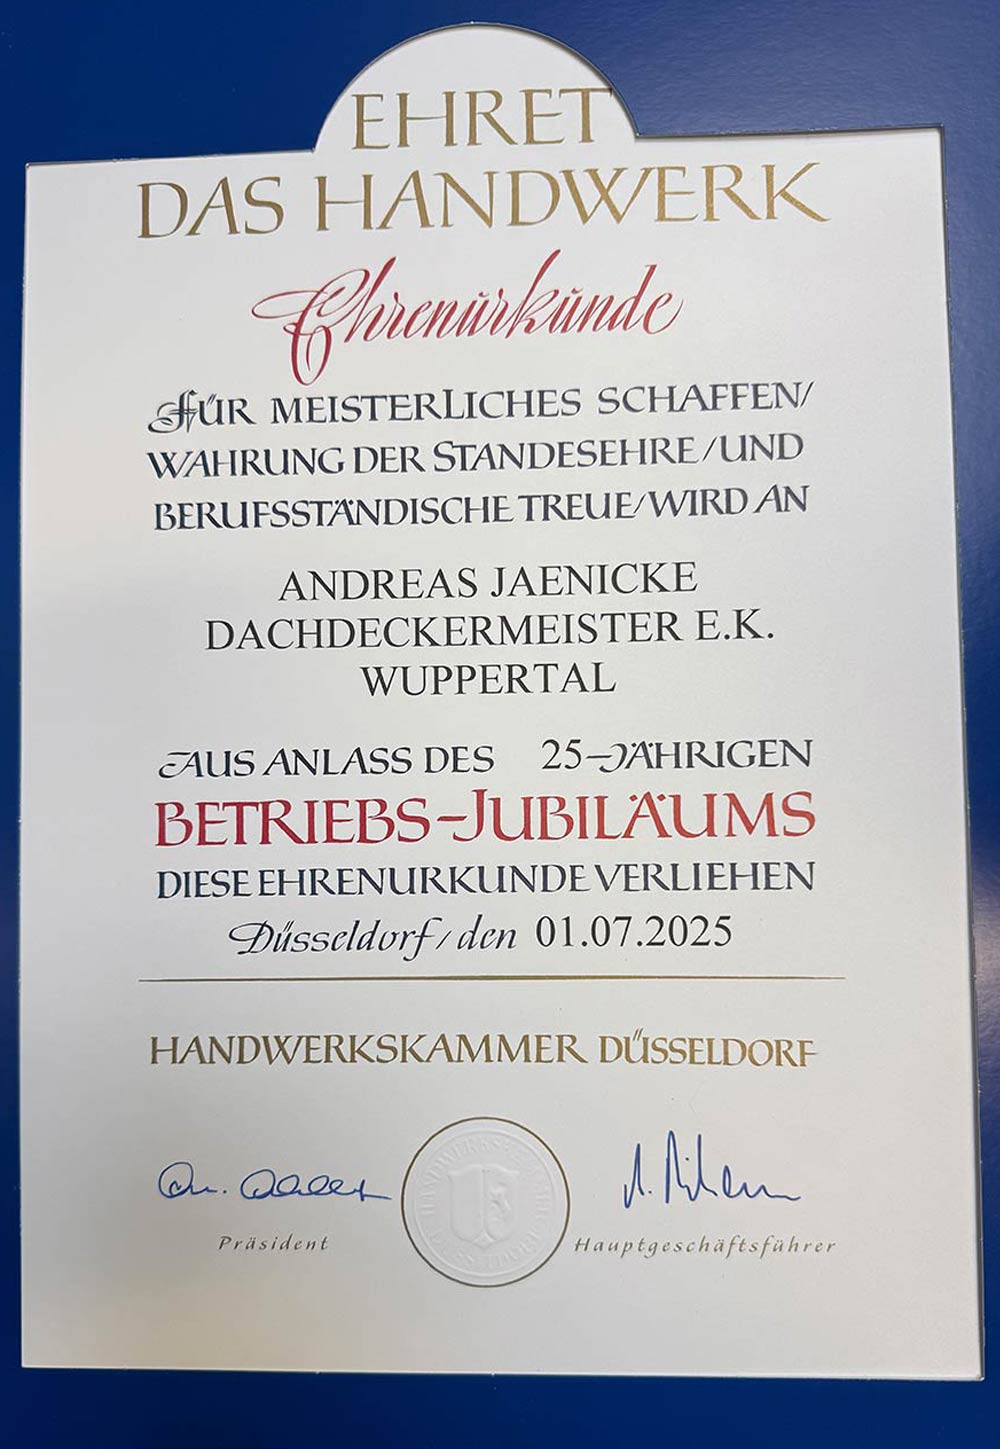 EHRET
DAS HANDWERK
Ehrenurkunde
FÜR MEISTERLICHES SCHAFFEN/
WAHRUNG DER STANDESEHRE/UND
BERUFSSTÄNDISCHE TREUE/WIRD AN
ANDREAS JAENICKE
DACHDECKERMEISTER E.K.
WUPPERTAL
AUS ANLASS DES 25-JÄHRIGEN
BETRIEBS-JUBILÄUMS
DIESE EHRENURKUNDE VERLIEHEN
Düsseldorf/den 01.07.2025
HANDWERKSKAMMER DÜSSELDORF
Präsident
Hauptgeschäftsführer